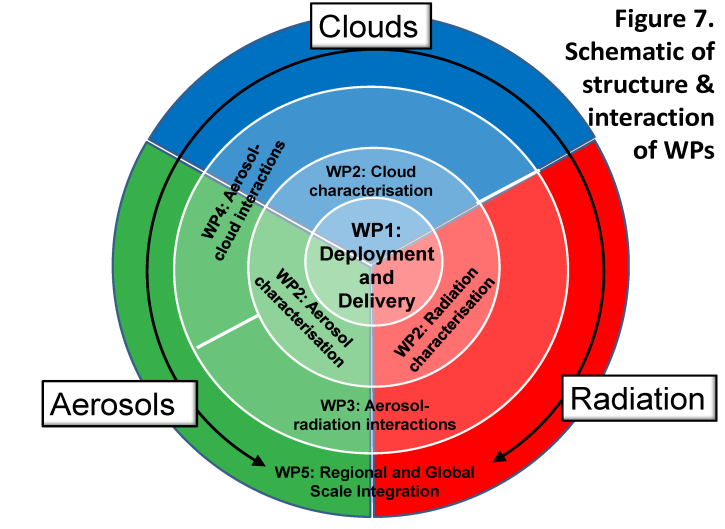 Clouds
Figure 7.
Schematic of
structure &
interaction
of WPs
WP2: Cloud
characterisation
WP4: Aerosol-
cloud interactions
WP1:
Deployment
and
Delivery
WP2: Aerosol
characterisation
WP2: Radiation
characterisation
Aerosols
Radiation
WP3: Aerosol-
radiation interactions
WP5: Regional and Global
Scale Integration